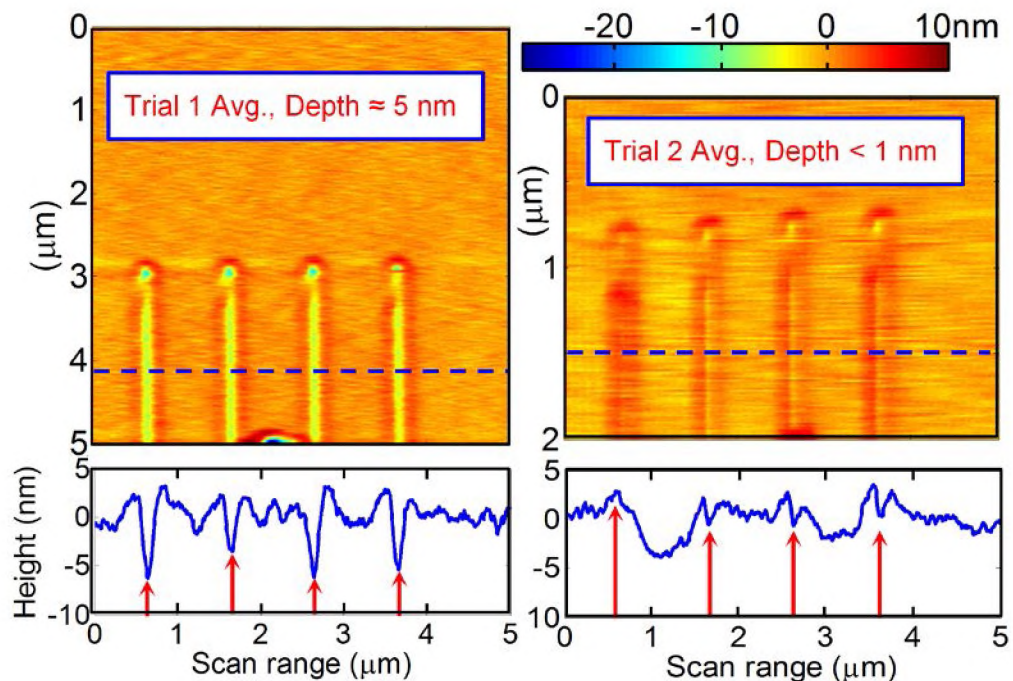 -20 -10 0 10nm
0
1
2
3
4
5
(μm)
Trial 1 Avg., Depth ≈ 5 nm
0
1
2
(μm)
Trial 2 Avg., Depth < 1 nm
5
0
-5
-10
Height (nm)
0 1 2 3 4 5
Scan range (μm)
5
0
-5
10
0 1 2 3 4 5
Scan range (μm)